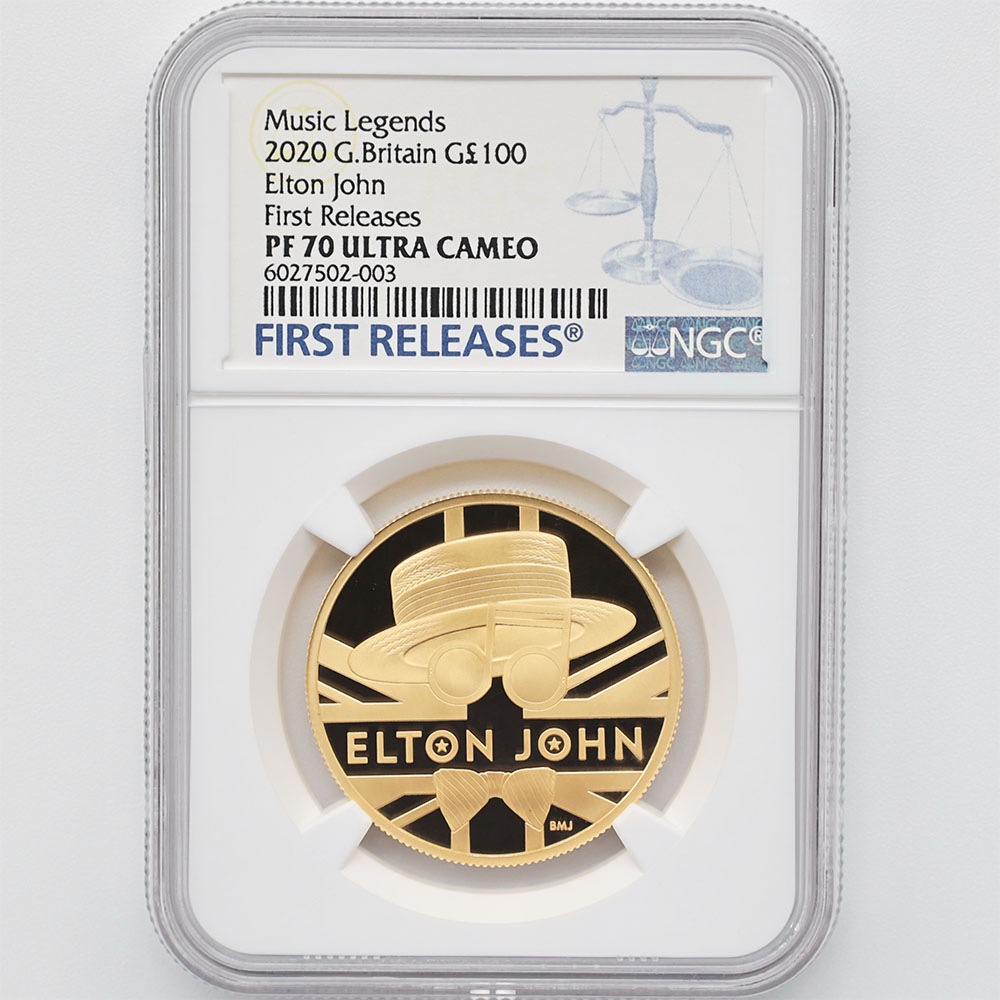 Music Legends
2020 G.Britain G£100
Elton John
First Releases
PF 70 ULTRA CAMEO
6027502-003
FIRST RELEASES®
NGC®
ELTON JOHN
BMJ